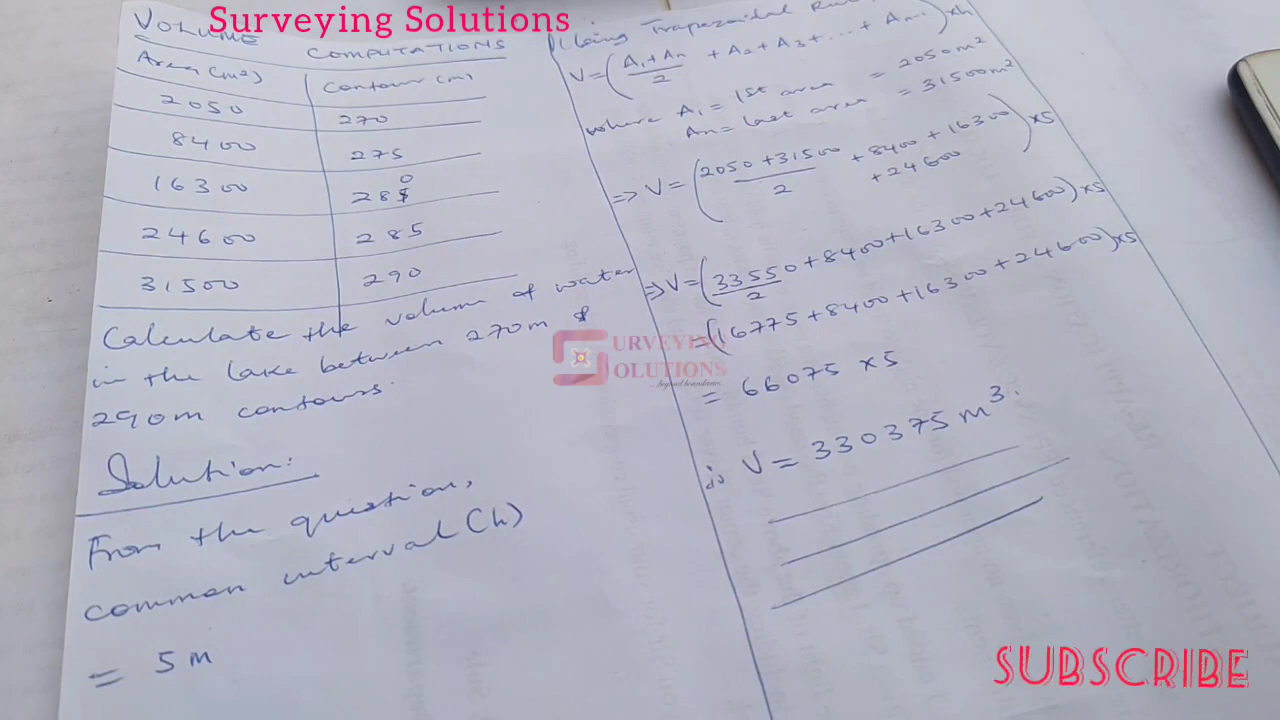 Surveying Solutions
VOLUME COMPUTATIONS
Area (m²) Contour (m)
2050 270
8400 275
16300 280
24600 285
31500 290
Calculate the volume of water
in the lake between 270m &
290m contours.
Solution:
From the question,
common interval (h)
= 5m
Using Trapezoidal
V = (A₁+An/2 + A₂ + A₃ + ... + An-1) xh
where A₁ = 1st area = 2050m²
An = last area = 31500m²
=> V = (2050 + 31500/2 + 8400 + 16300 + 24600) x5
=> V = (33550/2 + 8400 + 16300 + 24600) x5
= (16775 + 8400 + 16300 + 24600) x5
= 66075 x5
∴ V = 330375 m³.
SURVEYING
SOLUTIONS
...beyond boundaries
SUBSCRIBE